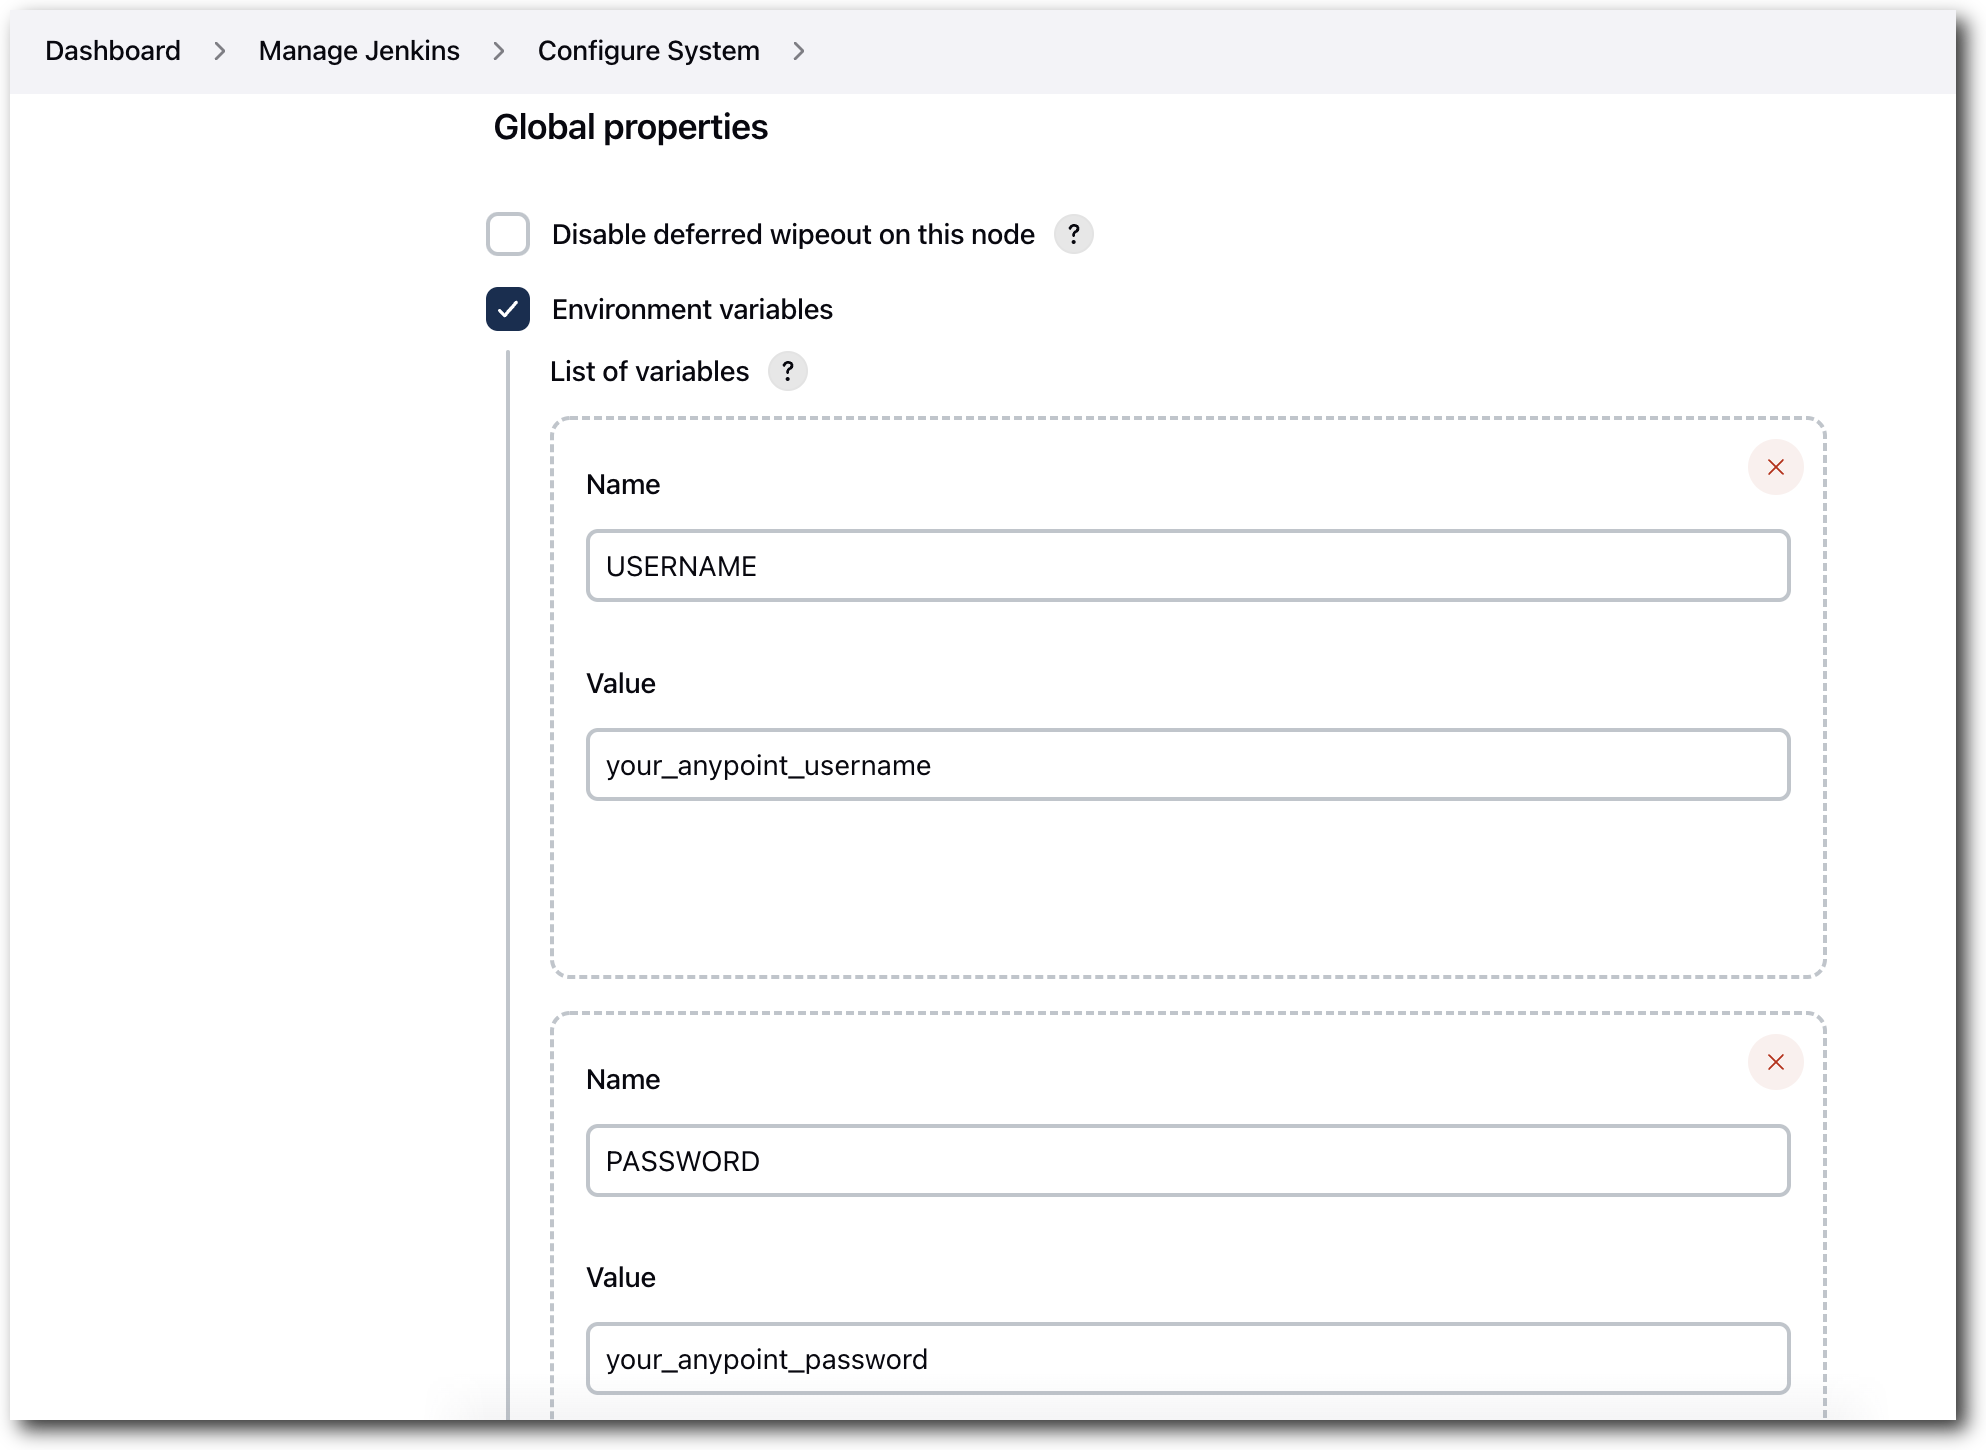 Dashboard > Manage Jenkins > Configure System >
Global properties
Disable deferred wipeout on this node ?
Environment variables
List of variables ?
Name
USERNAME
Value
your_anypoint_username
Name
PASSWORD
Value
your_anypoint_password